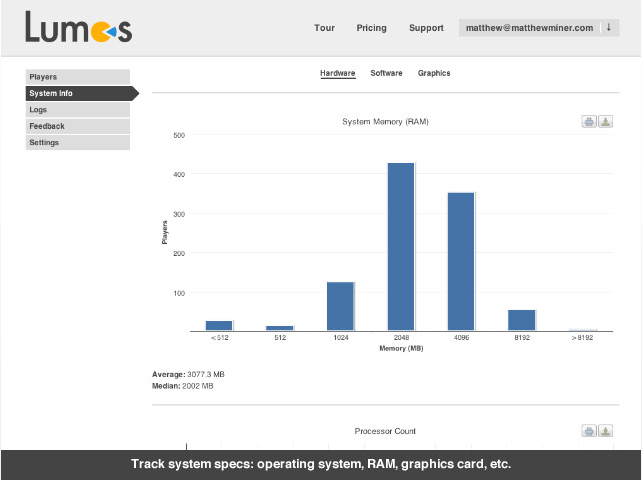 Lumos
Tour Pricing Support matthew@matthewminer.com ↓
Players
System Info
Logs
Feedback
Settings
Hardware Software Graphics
System Memory (RAM)
500
400
300
200
100
Players
<512 512 1024 2048 4096 8192 >8192
Memory (MB)
Average: 3077.3 MB
Median: 2002 MB
Processor Count
Track system specs: operating system, RAM, graphics card, etc.